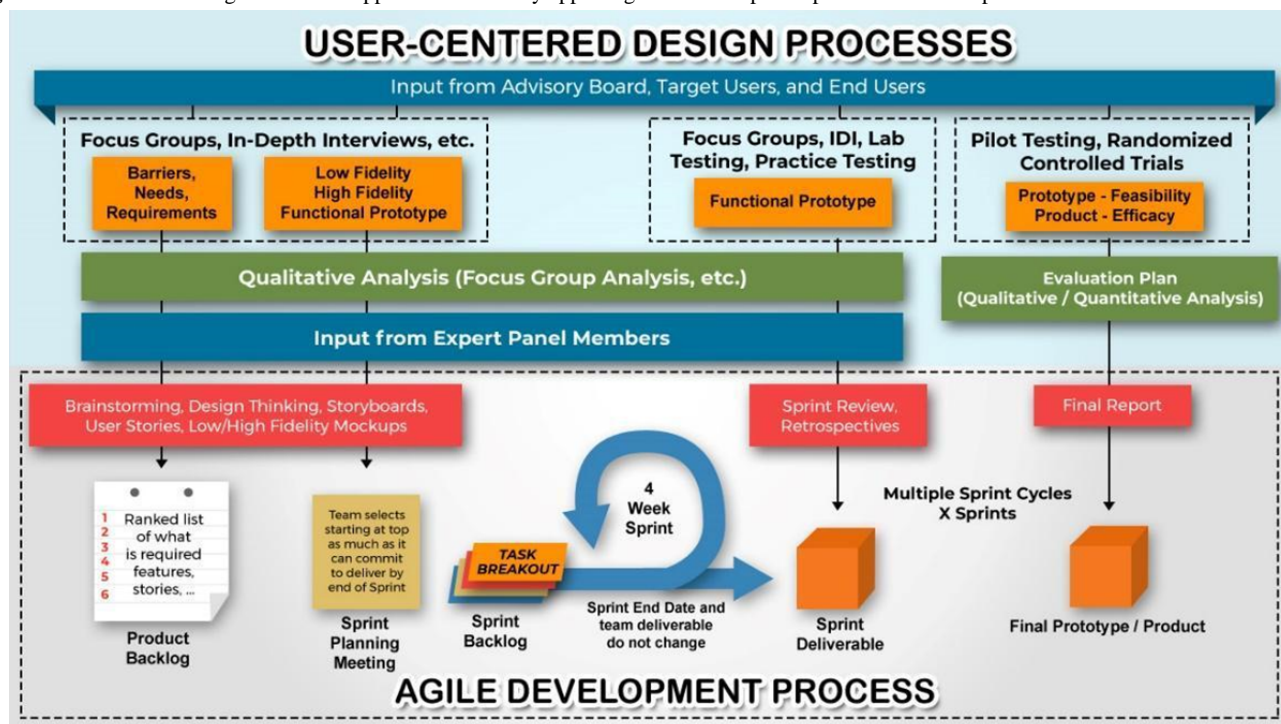 USER-CENTERED DESIGN PROCESSES
Input from Advisory Board, Target Users, and End Users
Focus Groups, In-Depth Interviews, etc.
Barriers,
Needs,
Requirements
Low Fidelity
High Fidelity
Functional Prototype
Focus Groups, IDI, Lab
Testing, Practice Testing
Functional Prototype
Pilot Testing, Randomized
Controlled Trials
Prototype - Feasibility
Product - Efficacy
Qualitative Analysis (Focus Group Analysis, etc.)
Evaluation Plan
(Qualitative / Quantitative Analysis)
Input from Expert Panel Members
Brainstorming, Design Thinking, Storyboards,
User Stories, Low/High Fidelity Mockups
Sprint Review,
Retrospectives
Final Report
1
2
3
4
5
6
Ranked list
of what
is required
features,
stories, ...
Product
Backlog
Team selects
starting at top
as much as it
can commit
to deliver by
end of Sprint
Sprint
Planning
Meeting
TASK
BREAKOUT
Sprint
Backlog
4
Week
Sprint
Sprint End Date and
team deliverable
do not change
Sprint
Deliverable
Multiple Sprint Cycles
X Sprints
Final Prototype / Product
AGILE DEVELOPMENT PROCESS